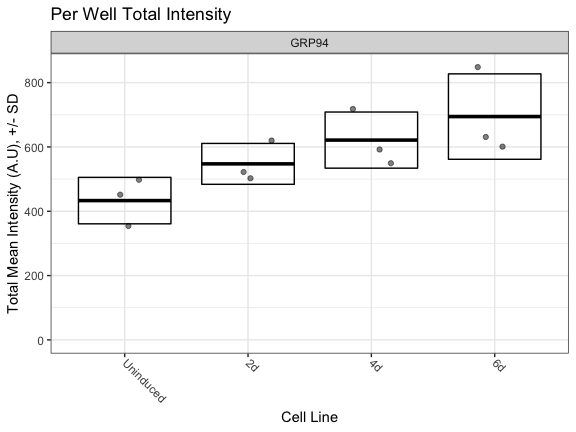 Per Well Total Intensity
GRP94
Total Mean Intensity (A.U), +/- SD
800
600
400
200
0
Uninduced
2d
4d
6d
Cell Line